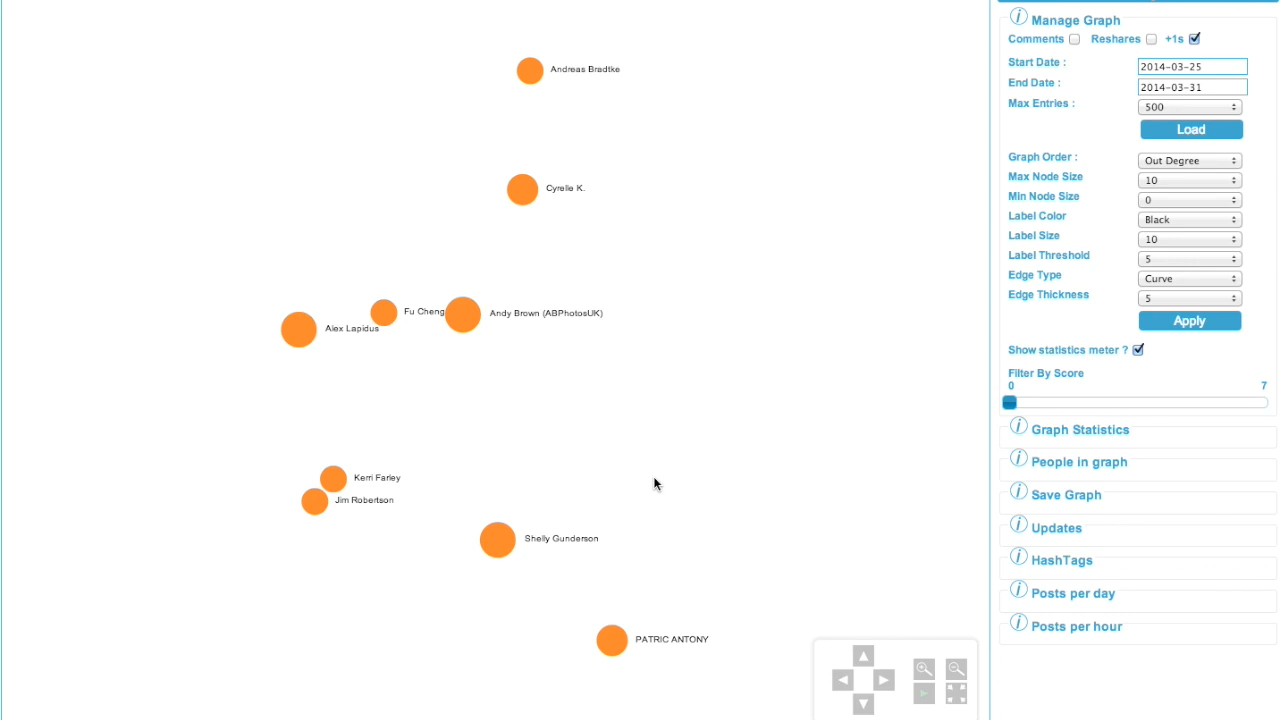 Andreas Bradtke
Cyrelle K.
Fu Cheng
Andy Brown (ABPhotosUK)
Alex Lapidus
Kerri Farley
Jim Robertson
Shelly Gunderson
PATRIC ANTONY
Manage Graph
Comments Reshares +1s
Start Date : 2014-03-25
End Date : 2014-03-31
Max Entries : 500
Load
Graph Order : Out Degree
Max Node Size 10
Min Node Size 0
Label Color Black
Label Size 10
Label Threshold 5
Edge Type Curve
Edge Thickness 5
Apply
Show statistics meter ?
Filter By Score
0 7
Graph Statistics
People in graph
Save Graph
Updates
HashTags
Posts per day
Posts per hour